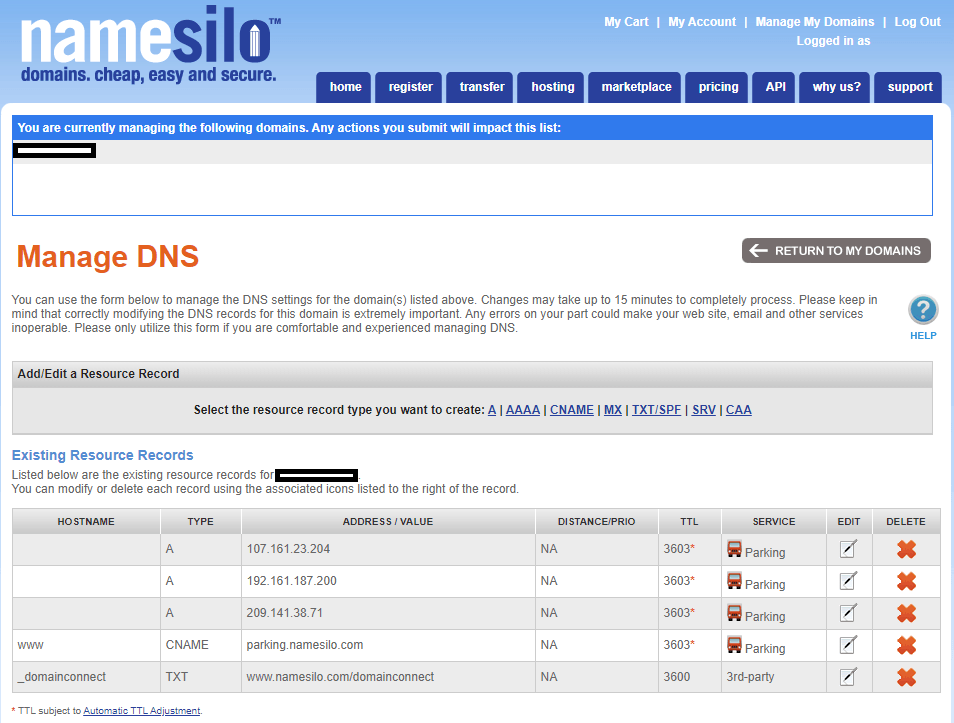 namesilo™
domains. cheap, easy and secure.
My Cart | My Account | Manage My Domains | Log Out
Logged in as
home register transfer hosting marketplace pricing API why us? support
You are currently managing the following domains. Any actions you submit will impact this list:
Manage DNS
RETURN TO MY DOMAINS
You can use the form below to manage the DNS settings for the domain(s) listed above. Changes may take up to 15 minutes to completely process. Please keep in
mind that correctly modifying the DNS records for this domain is extremely important. Any errors on your part could make your web site, email and other services
inoperable. Please only utilize this form if you are comfortable and experienced managing DNS.
?
HELP
Add/Edit a Resource Record
Select the resource record type you want to create: A | AAAA | CNAME | MX | TXT/SPF | SRV | CAA
Existing Resource Records
Listed below are the existing resource records for
You can modify or delete each record using the associated icons listed to the right of the record.
HOSTNAME TYPE ADDRESS / VALUE DISTANCE/PRIO TTL SERVICE EDIT DELETE
A 107.161.23.204 NA 3603* Parking
A 192.161.187.200 NA 3603* Parking
A 209.141.38.71 NA 3603* Parking
www CNAME parking.namesilo.com NA 3603* Parking
_domainconnect TXT www.namesilo.com/domainconnect NA 3600 3rd-party
* TTL subject to Automatic TTL Adjustment.